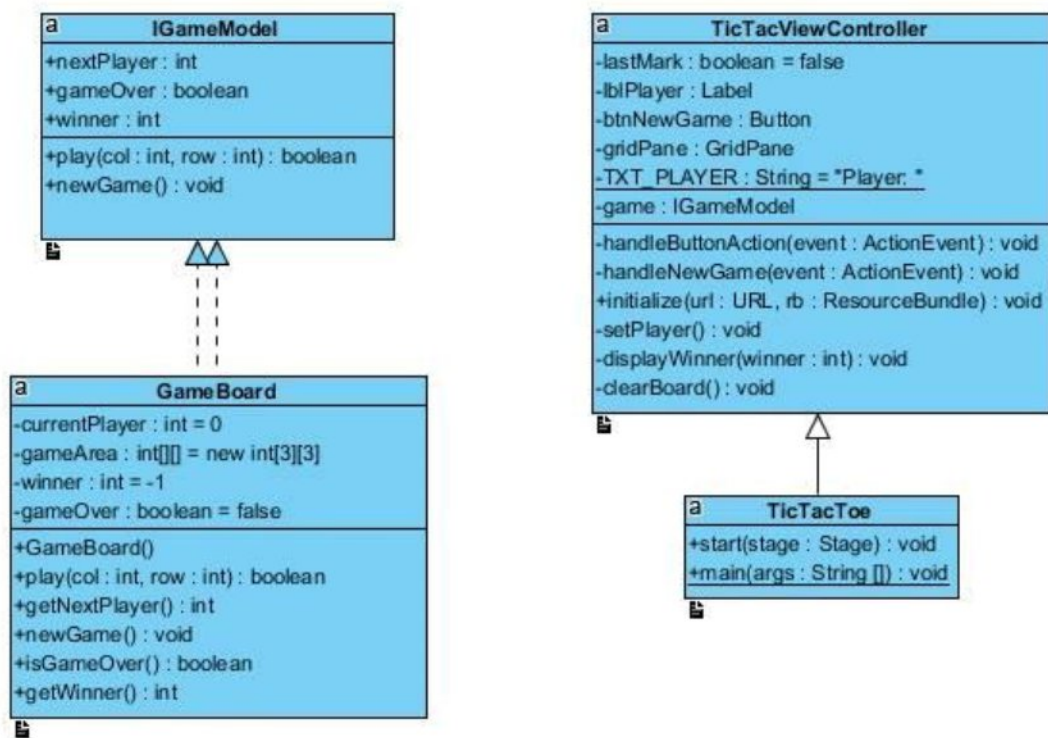 a
IGameModel
+nextPlayer : int
+gameOver : boolean
+winner : int
+play(col : int, row : int) : boolean
+newGame() : void
a
GameBoard
-currentPlayer : int = 0
-gameArea : int[][] = new int[3][3]
-winner : int = -1
-gameOver : boolean = false
+GameBoard()
+play(col : int, row : int) : boolean
+getNextPlayer() : int
+newGame() : void
+isGameOver() : boolean
+getWinner() : int
a
TicTacViewController
-lastMark : boolean = false
-lblPlayer : Label
-btnNewGame : Button
-gridPane : GridPane
-TXT_PLAYER : String = "Player: "
-game : IGameModel
-handleButtonAction(event : ActionEvent) : void
-handleNewGame(event : ActionEvent) : void
+initialize(url : URL, rb : ResourceBundle) : void
-setPlayer() : void
-displayWinner(winner : int) : void
-clearBoard() : void
a
TicTacToe
+start(stage : Stage) : void
+main(args : String []) : void